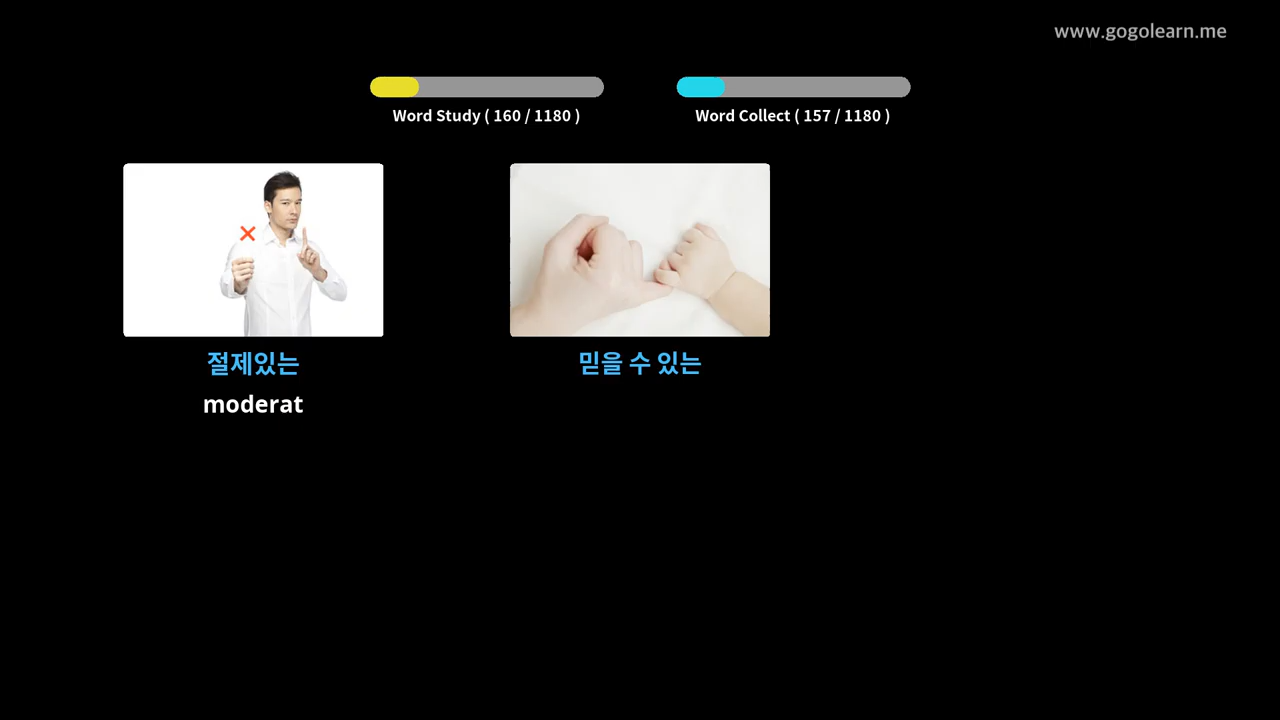 www.gogolearn.me
Word Study ( 160 / 1180 )
Word Collect ( 157 / 1180 )
절제있는
믿을 수 있는
moderat